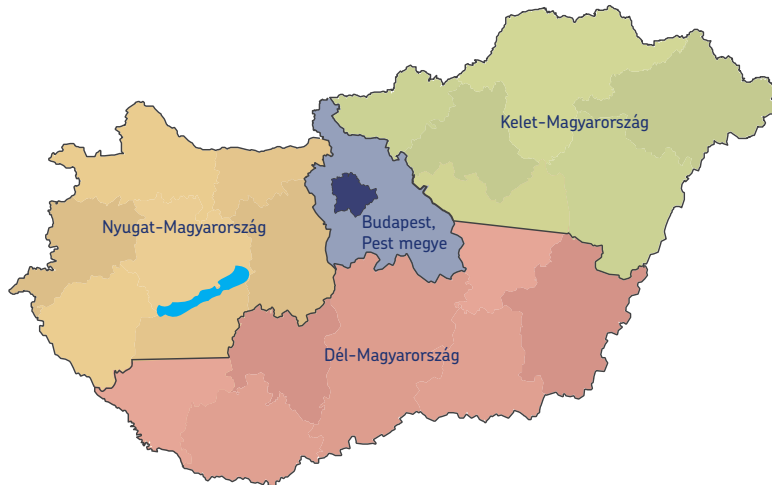 Kelet-Magyarország
Nyugat-Magyarország
Budapest,
Pest megye
Dél-Magyarország